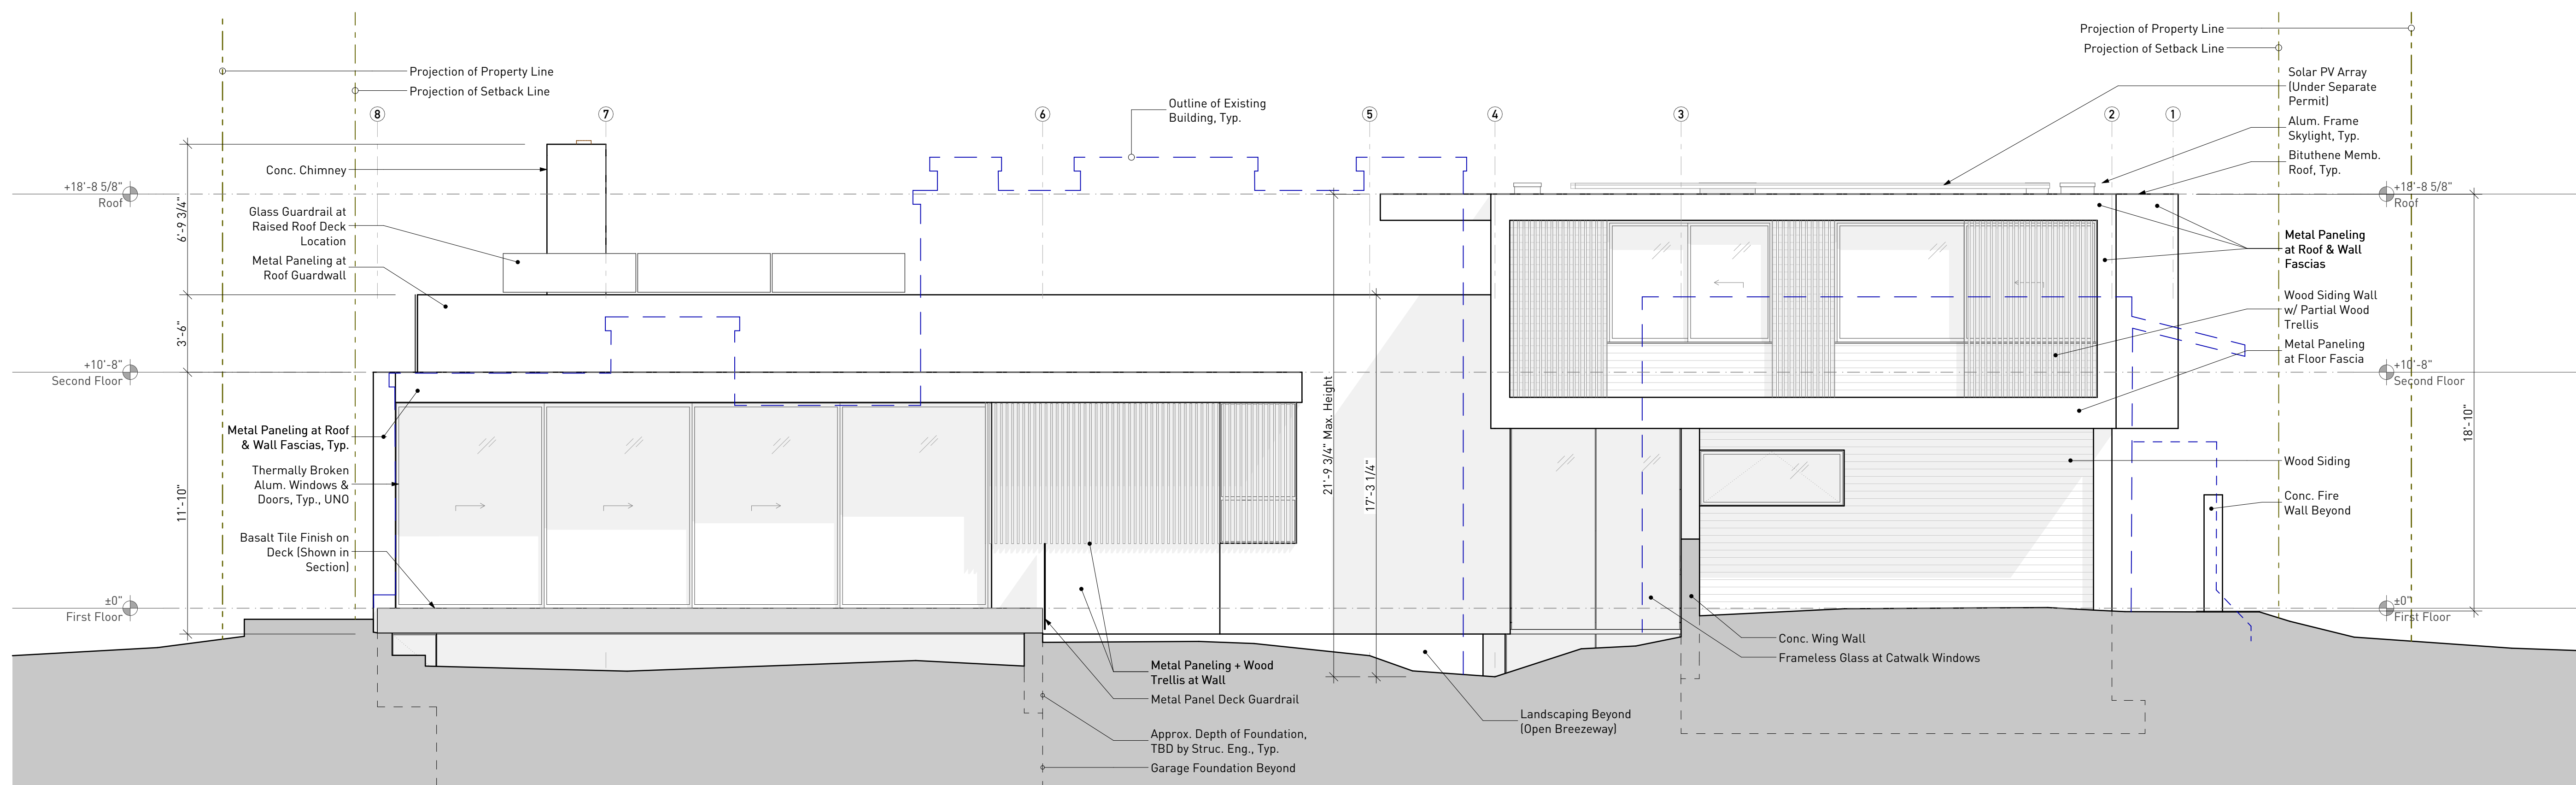 Projection of Property Line
Projection of Setback Line
8
7
6
5
4
3
2
1
Outline of Existing
Building, Typ.
Projection of Property Line
Projection of Setback Line
Solar PV Array
(Under Separate
Permit)
Alum. Frame
Skylight, Typ.
Bituthene Memb.
Roof, Typ.
Metal Paneling
at Roof & Wall
Fascias
Wood Siding Wall
w/ Partial Wood
Trellis
Metal Paneling
at Floor Fascia
Wood Siding
Conc. Fire
Wall Beyond
+18'-8 5/8"
Roof
+10'-8"
Second Floor
±0"
First Floor
6'-9 3/4"
3'-6"
11'-10"
Conc. Chimney
Glass Guardrail at
Raised Roof Deck
Location
Metal Paneling at
Roof Guardwall
Metal Paneling at Roof
& Wall Fascias, Typ.
Thermally Broken
Alum. Windows &
Doors, Typ., UNO
Basalt Tile Finish on
Deck (Shown in
Section)
21'-9 3/4" Max. Height
17'-3 1/4"
+18'-8 5/8"
Roof
+10'-8"
Second Floor
±0"
First Floor
18'-10"
Conc. Wing Wall
Frameless Glass at Catwalk Windows
Metal Paneling + Wood
Trellis at Wall
Metal Panel Deck Guardrail
Approx. Depth of Foundation,
TBD by Struc. Eng., Typ.
Garage Foundation Beyond
Landscaping Beyond
(Open Breezeway)